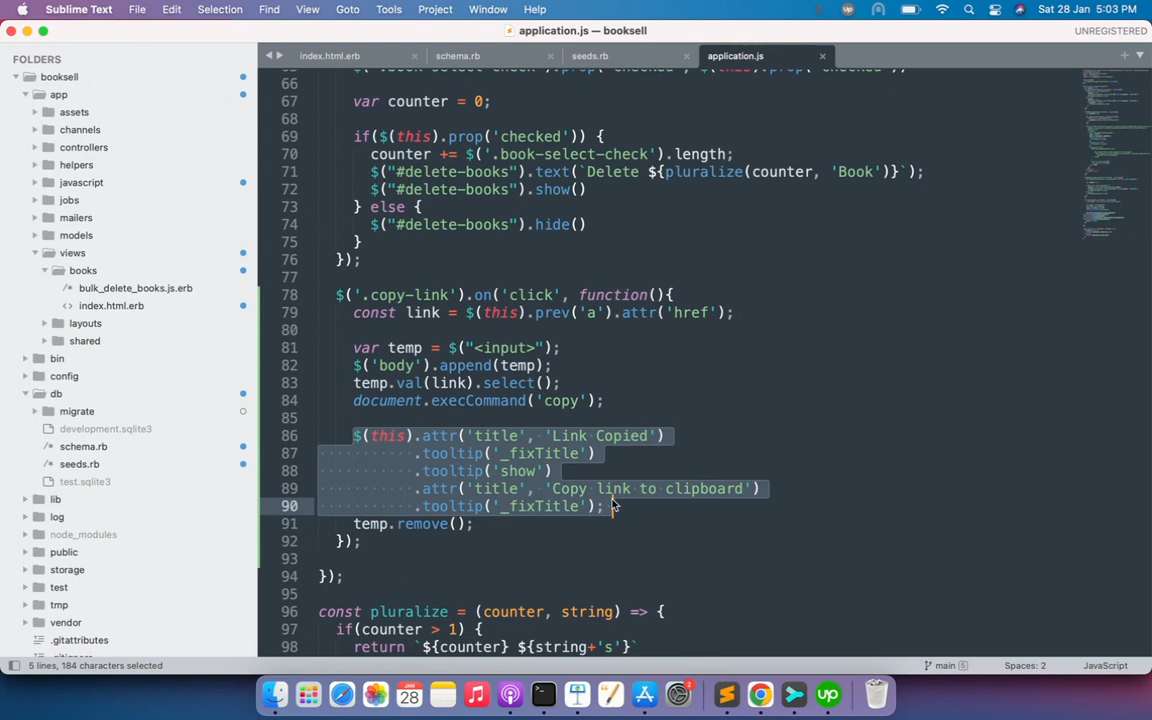 Sublime Text File Edit Selection Find View Goto Tools Project Window Help Sat 28 Jan 5:03 PM
application.js — booksell UNREGISTERED
FOLDERS
booksell
app
assets
channels
controllers
helpers
javascript
jobs
mailers
models
views
books
bulk_delete_books.js.erb
index.html.erb
layouts
shared
bin
config
db
migrate
development.sqlite3
schema.rb
seeds.rb
test.sqlite3
lib
log
node_modules
public
storage
test
tmp
vendor
.gitattributes
index.html.erb schema.rb seeds.rb application.js
66
67 var counter = 0;
68
69 if($(this).prop('checked')) {
70 counter += $('.book-select-check').length;
71 $("#delete-books").text(`Delete ${pluralize(counter, 'Book')}`);
72 $("#delete-books").show()
73 } else {
74 $("#delete-books").hide()
75 }
76 });
77
78 $('.copy-link').on('click', function(){
79 const link = $(this).prev('a').attr('href');
80
81 var temp = $("<input>");
82 $('body').append(temp);
83 temp.val(link).select();
84 document.execCommand('copy');
85
86 $(this).attr('title', 'Link Copied')
87 .tooltip('_fixTitle')
88 .tooltip('show')
89 .attr('title', 'Copy link to clipboard')
90 .tooltip('_fixTitle');
91 temp.remove();
92 });
93
94 });
95
96 const pluralize = (counter, string) => {
97 if(counter > 1) {
98 return `${counter} ${string+'s'}`
5 lines, 184 characters selected main 5 Spaces: 2 JavaScript
JAN
28
2
up